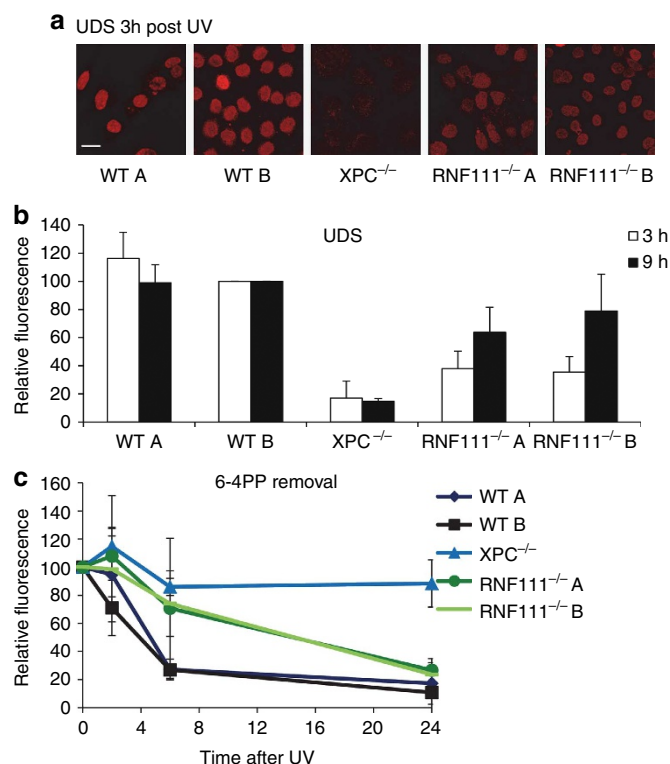 a UDS 3h post UV
WT A WT B XPC⁻/⁻ RNF111⁻/⁻ A RNF111⁻/⁻ B
b
140
120
100
80
60
40
20
0
Relative fluorescence
UDS
3 h
9 h
WT A WT B XPC⁻/⁻ RNF111⁻/⁻ A RNF111⁻/⁻ B
c
160
140
120
100
80
60
40
20
0
Relative fluorescence
6-4PP removal
WT A
WT B
XPC⁻/⁻
RNF111⁻/⁻ A
RNF111⁻/⁻ B
0 4 8 12 16 20 24
Time after UV